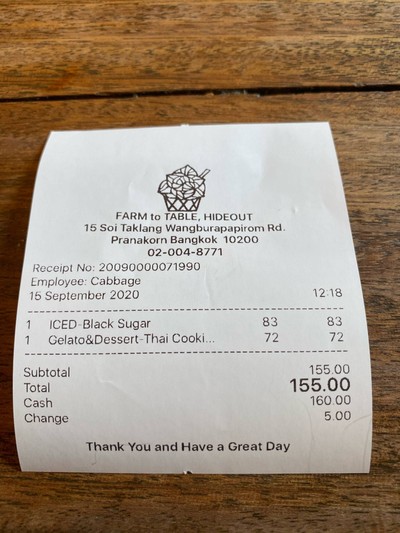 FARM to TABLE, HIDEOUT
15 Soi Taklang Wangburapapirom Rd.
Pranakorn Bangkok 10200
02-004-8771
Receipt No: 20090000071990
Employee: Cabbage
15 September 2020 12:18
1 ICED-Black Sugar 83 83
1 Gelato&Dessert-Thai Cooki... 72 72
Subtotal 155.00
Total 155.00
Cash 160.00
Change 5.00
Thank You and Have a Great Day